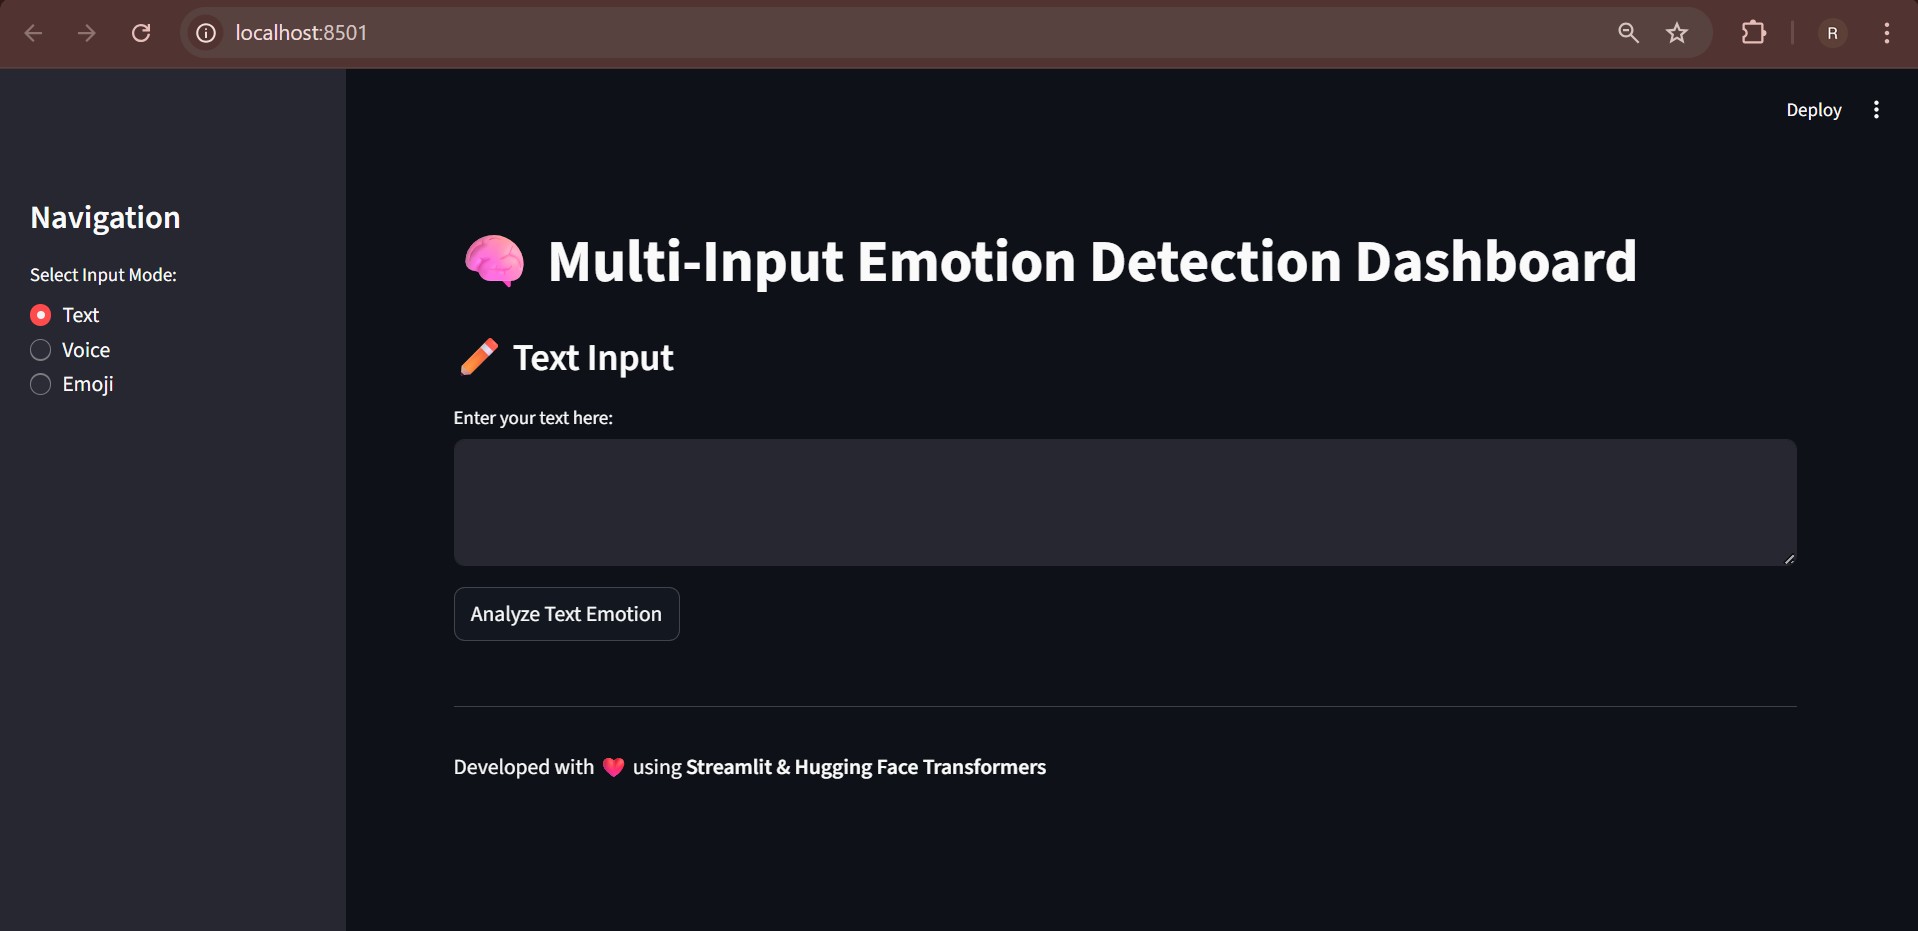 localhost:8501
R
Deploy
Navigation
Select Input Mode:
Text
Voice
Emoji
🧠 Multi-Input Emotion Detection Dashboard
✏️ Text Input
Enter your text here:
Analyze Text Emotion
Developed with ❤️ using Streamlit & Hugging Face Transformers